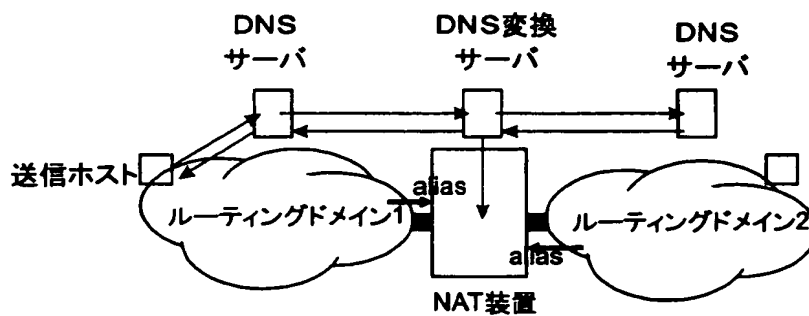 DNS
サーバ
DNS変換
サーバ
DNS
サーバ
送信ホスト
alias
ルーティングドメイン1
ルーティングドメイン2
alias
NAT装置